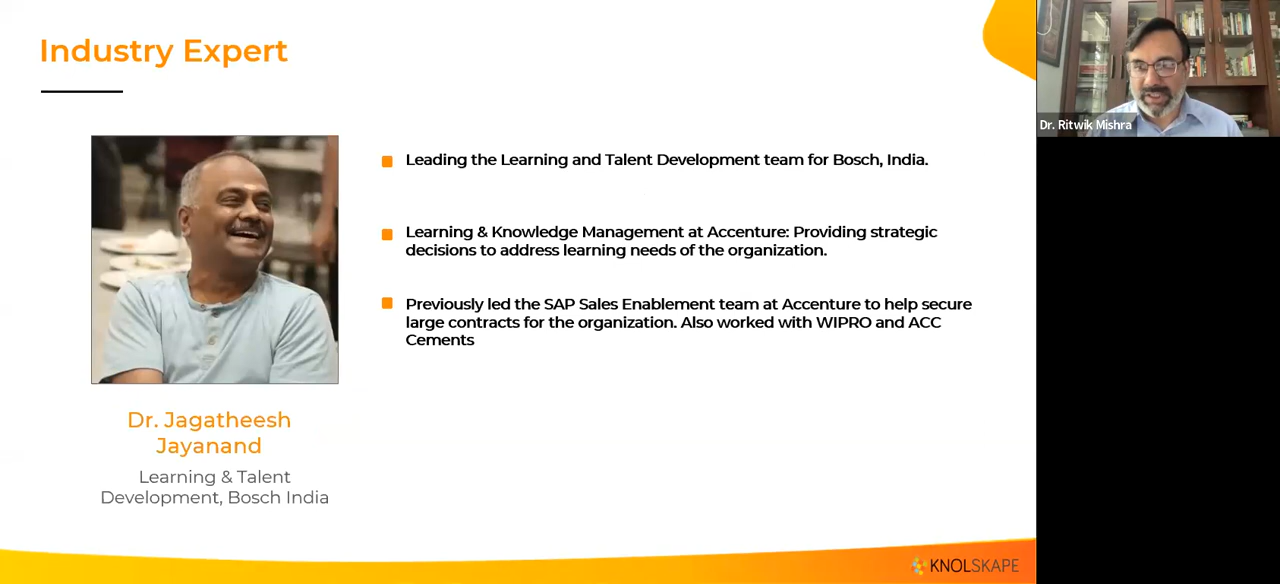 Industry Expert
Dr. Ritwik Mishra
Leading the Learning and Talent Development team for Bosch, India.
Learning & Knowledge Management at Accenture: Providing strategic
decisions to address learning needs of the organization.
Previously led the SAP Sales Enablement team at Accenture to help secure
large contracts for the organization. Also worked with WIPRO and ACC
Cements
Dr. Jagatheesh
Jayanand
Learning & Talent
Development, Bosch India
KNOLSKAPE